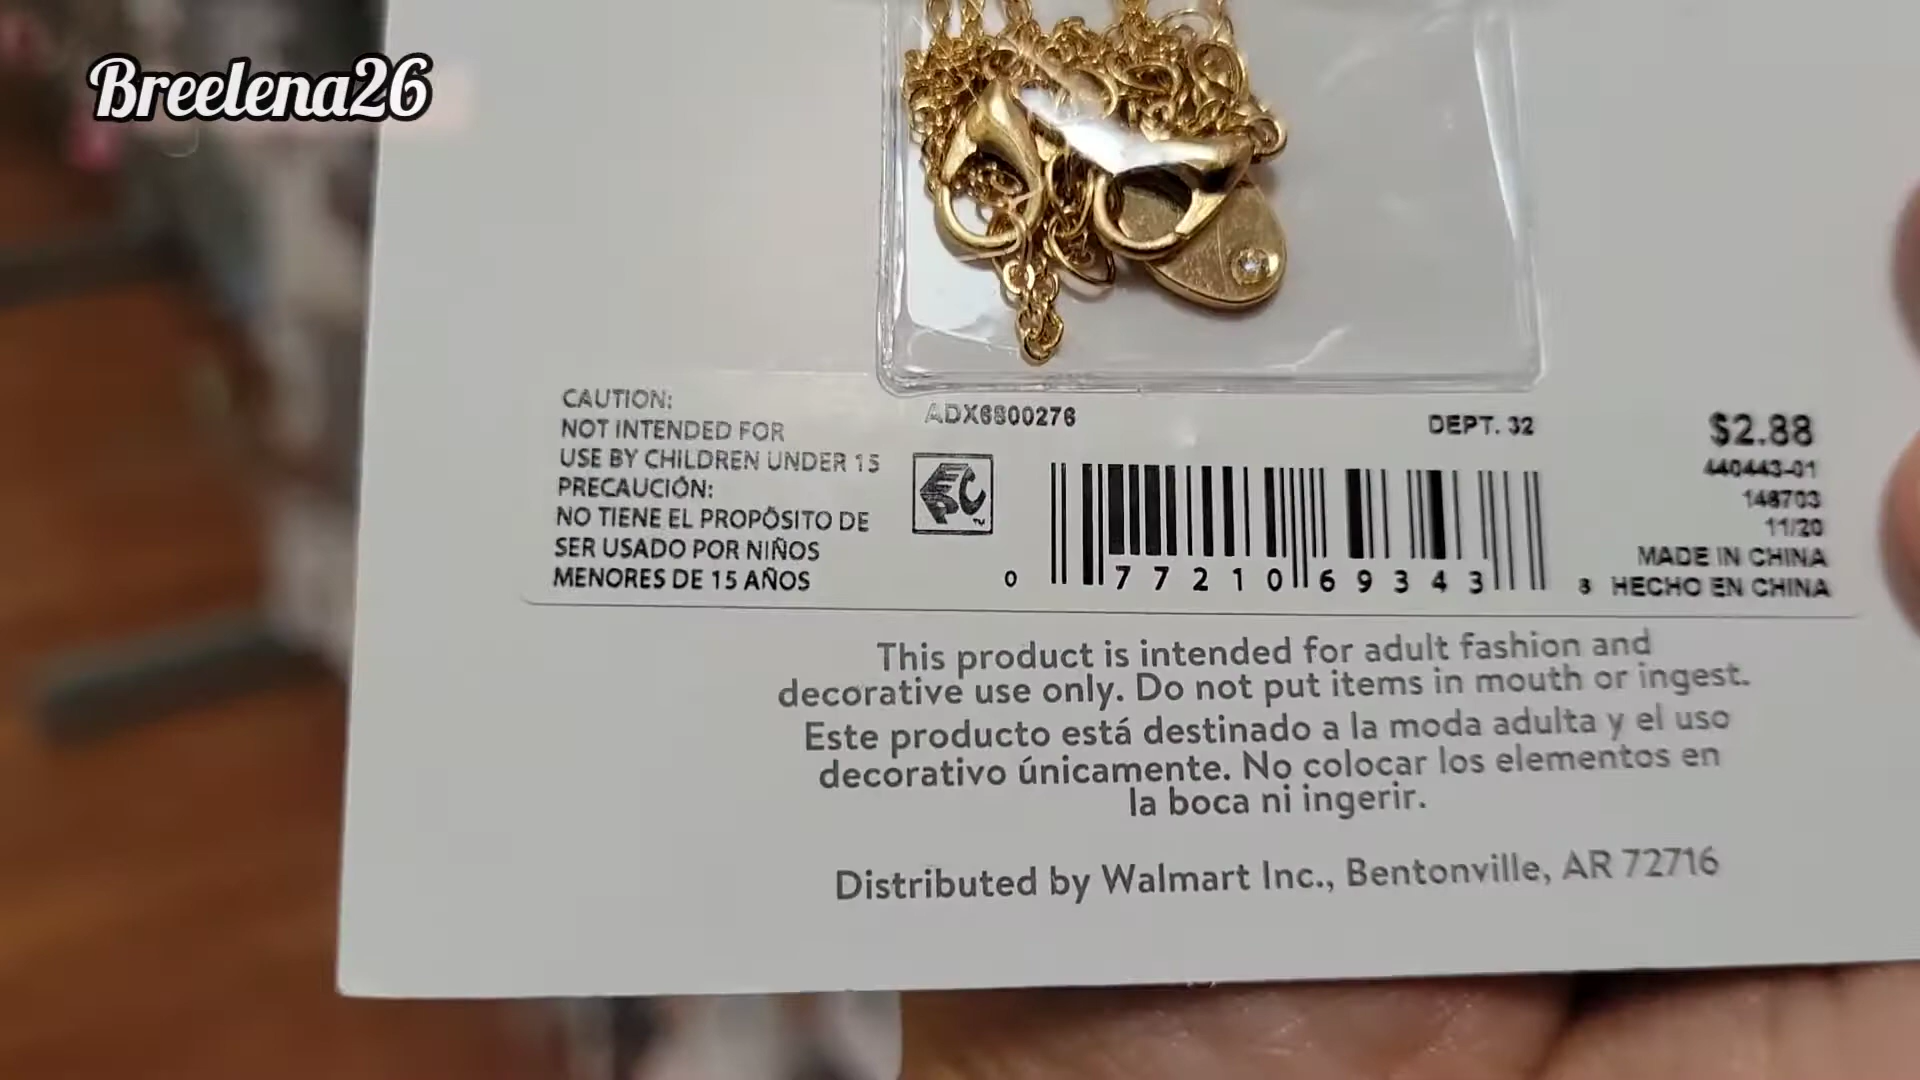 Breelena26
CAUTION:
NOT INTENDED FOR
USE BY CHILDREN UNDER 15
PRECAUCIÓN:
NO TIENE EL PROPÓSITO DE
SER USADO POR NIÑOS
MENORES DE 15 AÑOS
ADX6800276
DEPT. 32
EPC
TM
0 77210 69343 8
$2.88
440443-01
148703
11/20
MADE IN CHINA
HECHO EN CHINA
This product is intended for adult fashion and
decorative use only. Do not put items in mouth or ingest.
Este producto está destinado a la moda adulta y el uso
decorativo únicamente. No colocar los elementos en
la boca ni ingerir.
Distributed by Walmart Inc., Bentonville, AR 72716